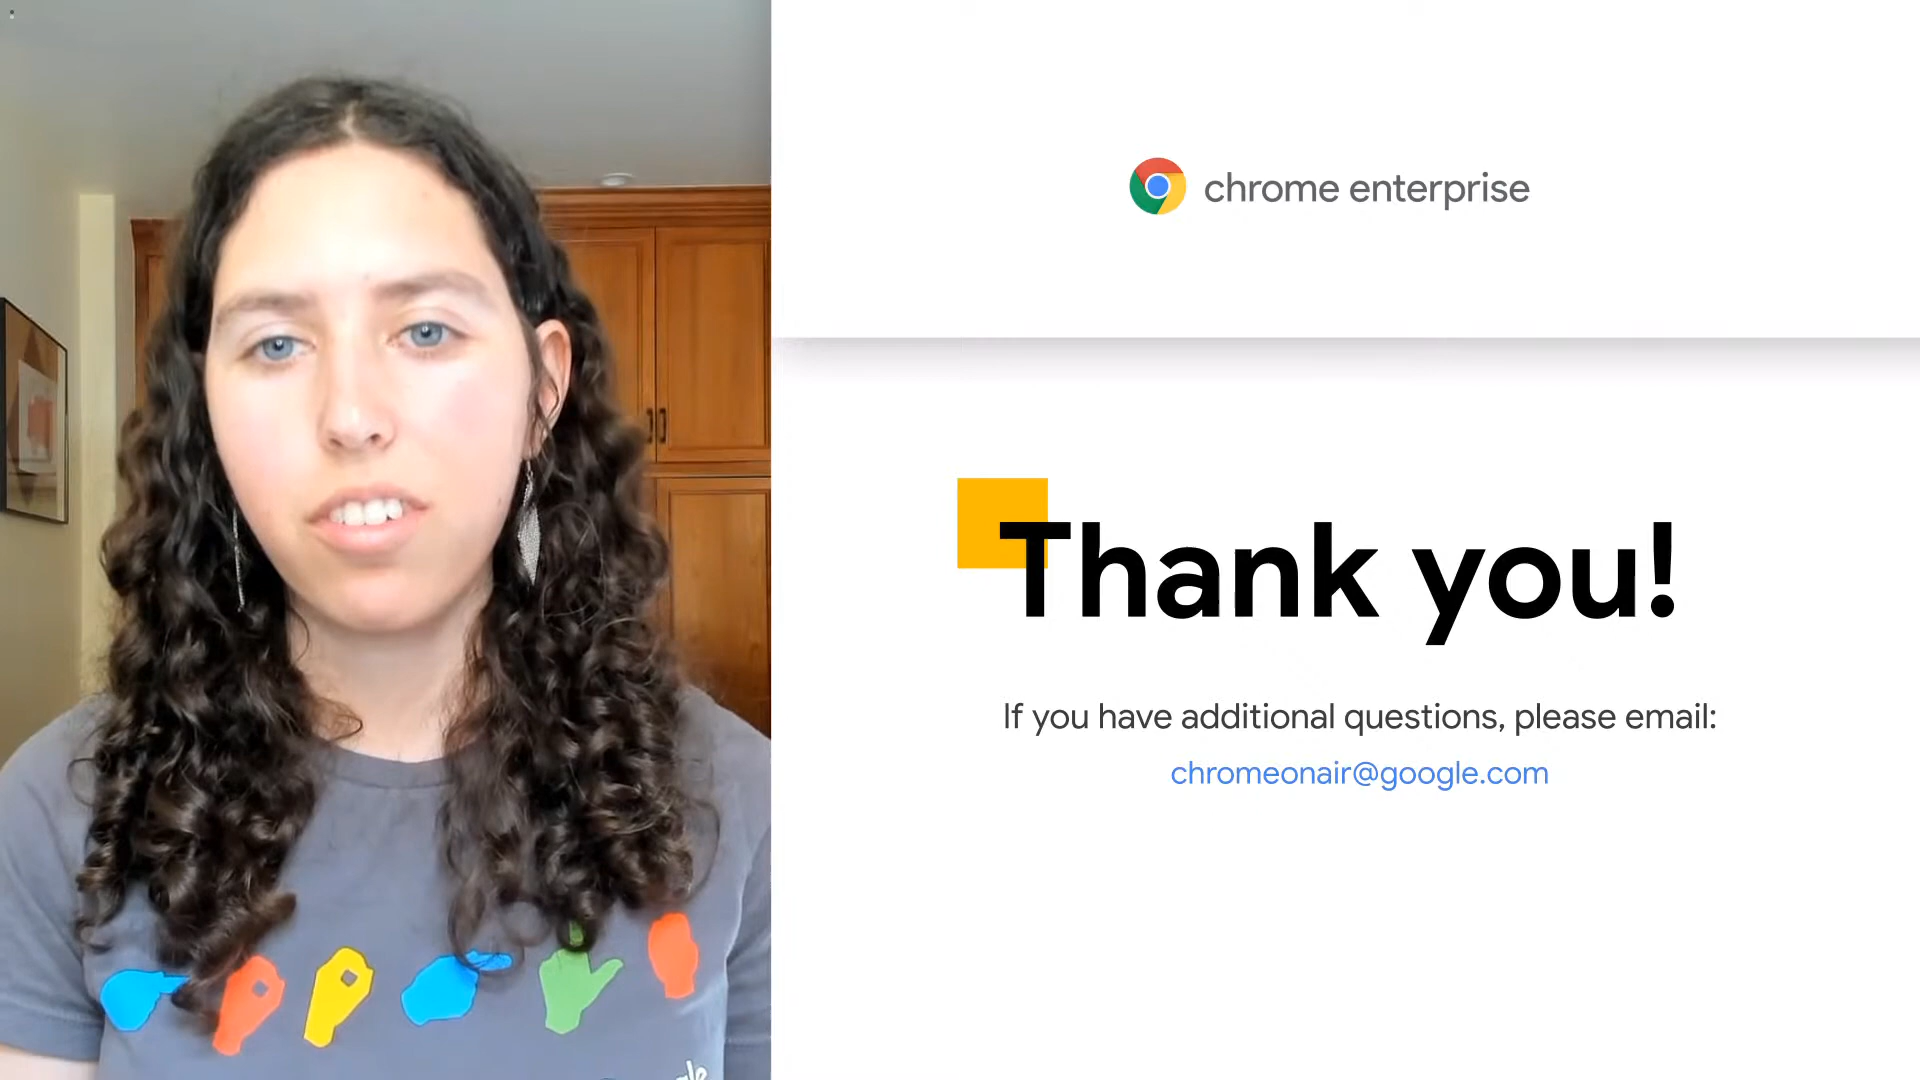 chrome enterprise
Thank you!
If you have additional questions, please email:
chromeonair@google.com